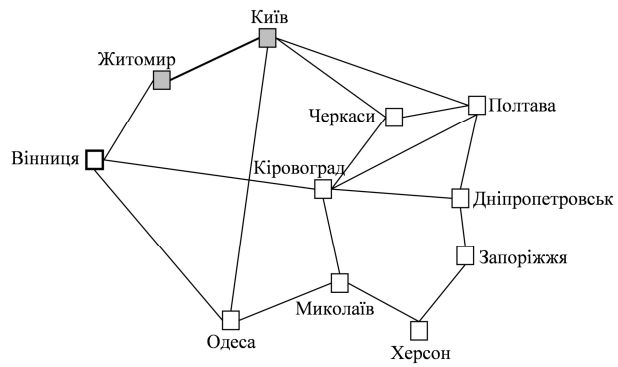 Київ
Житомир
Черкаси
Полтава
Вінниця
Кіровоград
Дніпропетровськ
Запоріжжя
Миколаїв
Одеса
Херсон